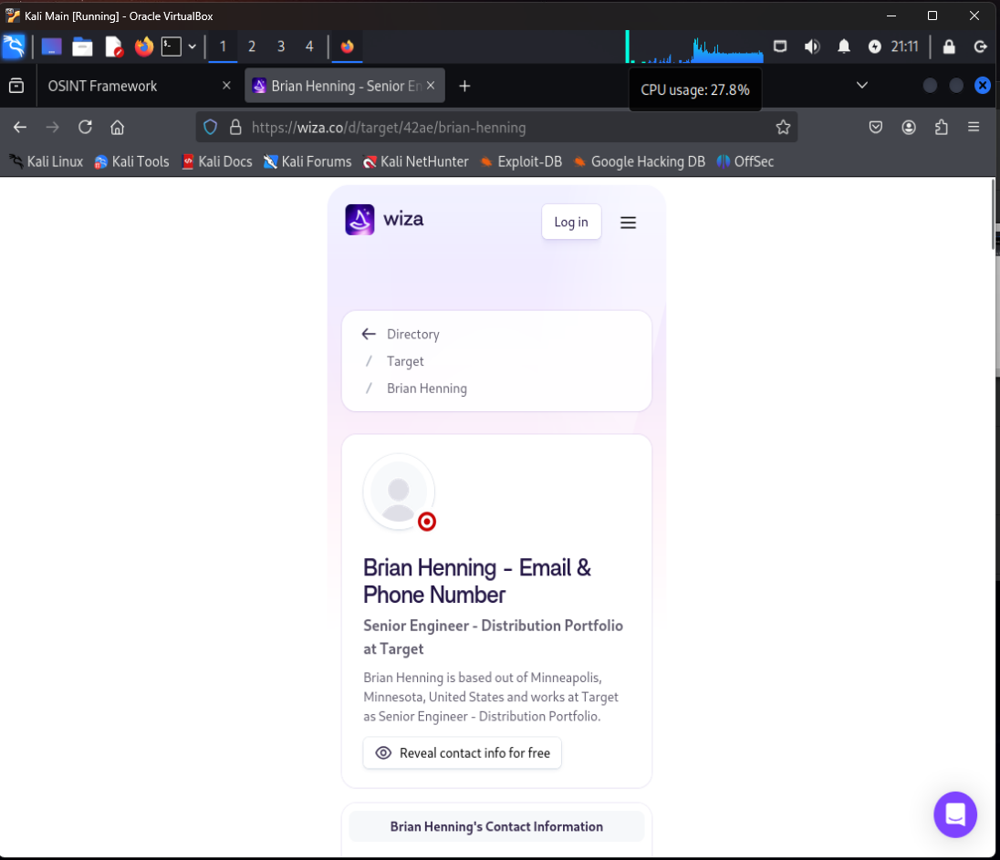 Kali Main [Running] - Oracle VirtualBox
1 2 3 4 21:11
OSINT Framework
Brian Henning - Senior En
CPU usage: 27.8%
https://wiza.co/d/target/42ae/brian-henning
Kali Linux Kali Tools Kali Docs Kali Forums Kali NetHunter Exploit-DB Google Hacking DB OffSec
wiza
Log in
Directory
/ Target
/ Brian Henning
Brian Henning - Email &
Phone Number
Senior Engineer - Distribution Portfolio
at Target
Brian Henning is based out of Minneapolis,
Minnesota, United States and works at Target
as Senior Engineer - Distribution Portfolio.
Reveal contact info for free
Brian Henning's Contact Information